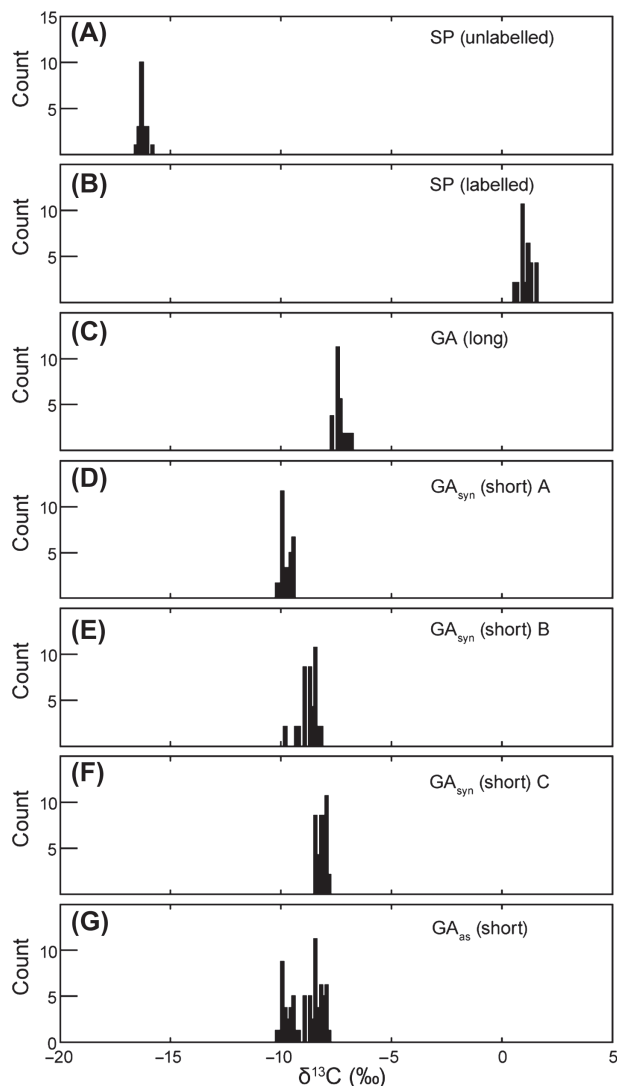 (A)
SP (unlabelled)
15
10
5
Count
(B)
SP (labelled)
10
5
Count
(C)
GA (long)
10
5
Count
(D)
GAsyn (short) A
10
5
Count
(E)
GAsyn (short) B
10
5
Count
(F)
GAsyn (short) C
10
5
Count
(G)
GAas (short)
10
5
0
Count
−20 −15 −10 −5 0 5
δ13C (‰)